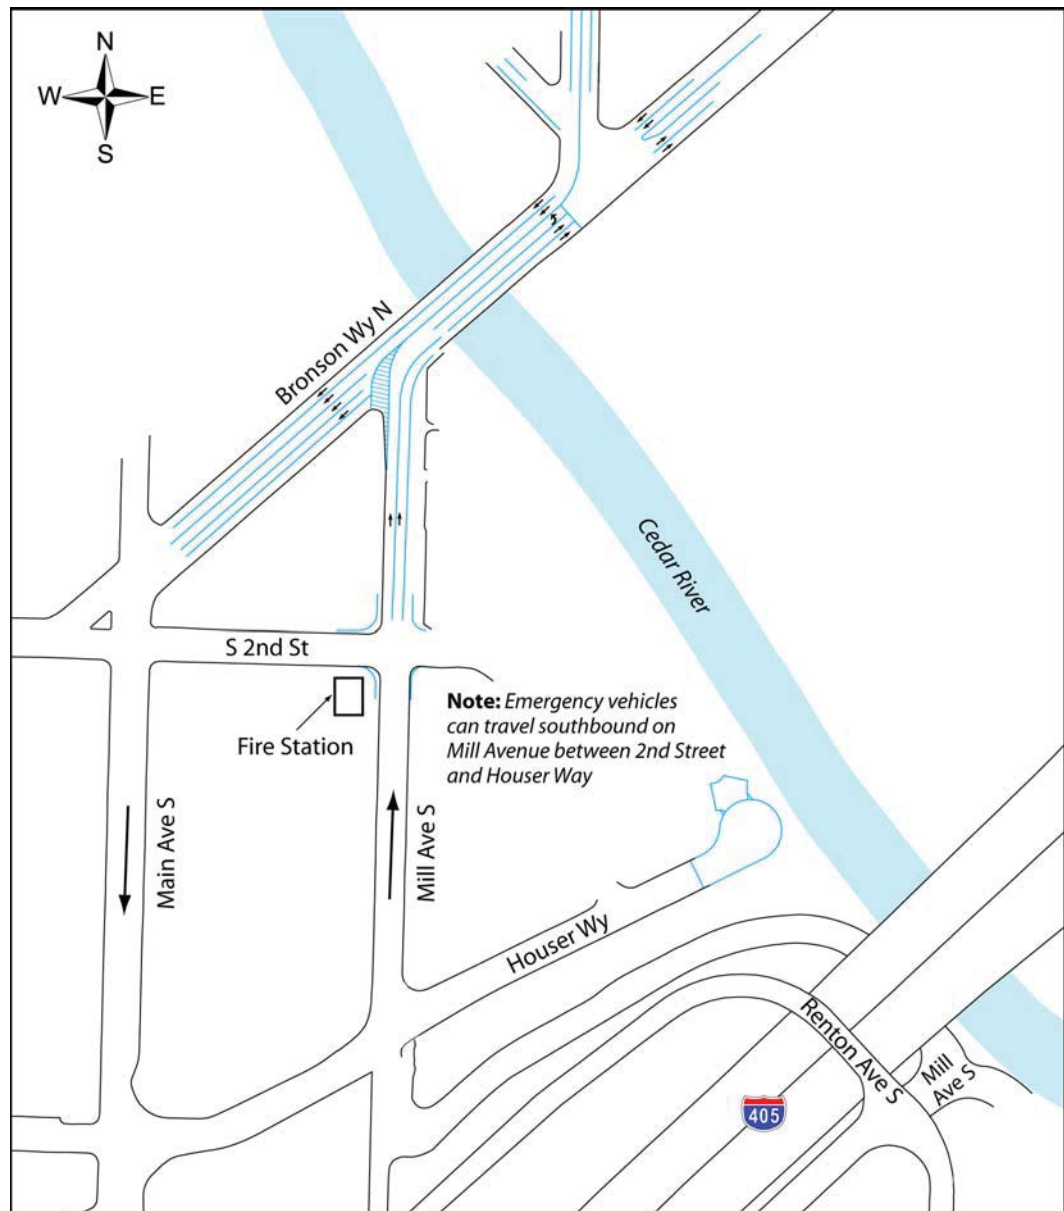 N
W
E
S
Bronson Wy N
Cedar River
S 2nd St
Fire Station
Note: Emergency vehicles
can travel southbound on
Mill Avenue between 2nd Street
and Houser Way
Main Ave S
Mill Ave S
Houser Wy
Renton Ave S
Mill
Ave S
405